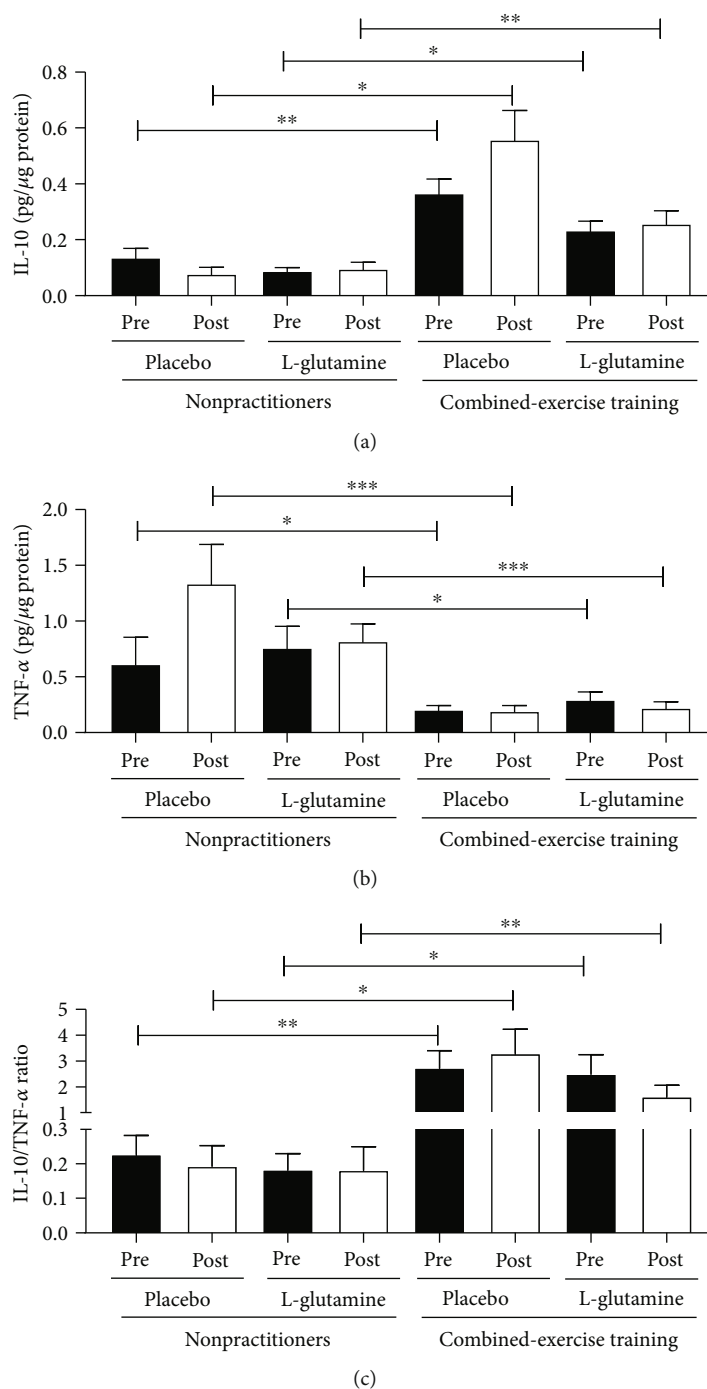 **
*
*
**
0.8
0.6
0.4
0.2
0.0
IL-10 (pg/μg protein)
Pre Post Pre Post Pre Post Pre Post
Placebo L-glutamine Placebo L-glutamine
Nonpractitioners Combined-exercise training
(a)
***
*
***
*
2.0
1.5
1.0
0.5
0.0
TNF-α (pg/μg protein)
Pre Post Pre Post Pre Post Pre Post
Placebo L-glutamine Placebo L-glutamine
Nonpractitioners Combined-exercise training
(b)
**
*
*
**
5
4
3
2
1
0.3
0.2
0.1
0.0
IL-10/TNF-α ratio
Pre Post Pre Post Pre Post Pre Post
Placebo L-glutamine Placebo L-glutamine
Nonpractitioners Combined-exercise training
(c)